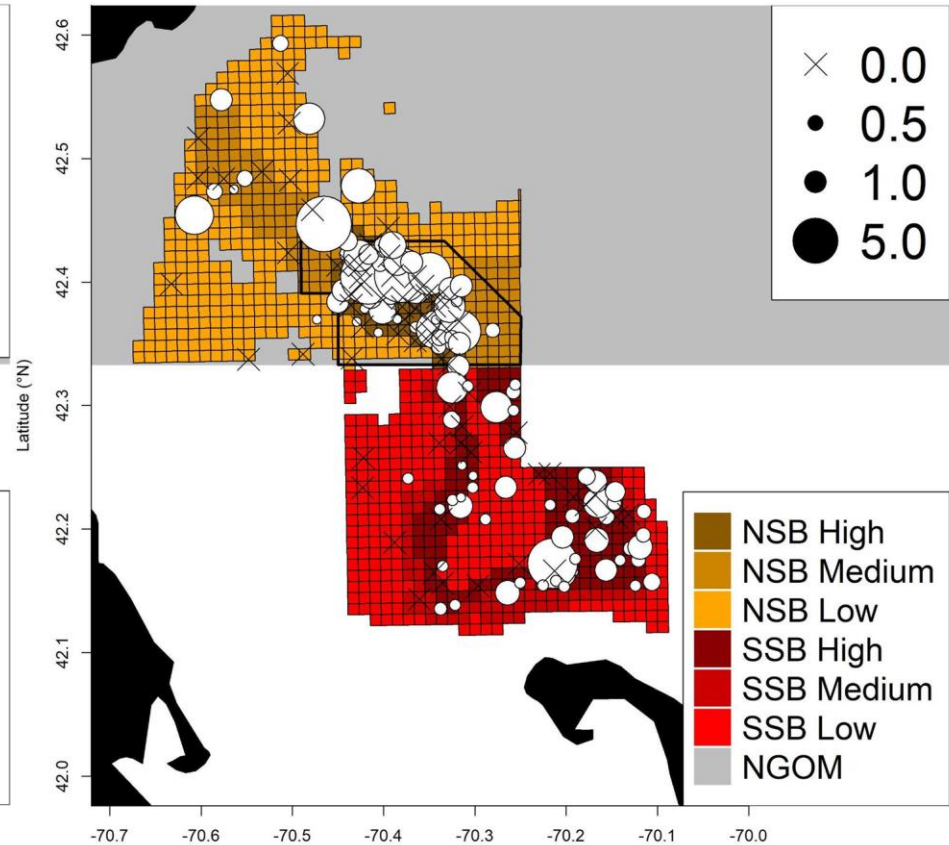 0.0
0.5
1.0
5.0
42.6
42.5
42.4
42.3
42.2
42.1
42.0
Latitude (°N)
NSB High
NSB Medium
NSB Low
SSB High
SSB Medium
SSB Low
NGOM
-70.7 -70.6 -70.5 -70.4 -70.3 -70.2 -70.1 -70.0